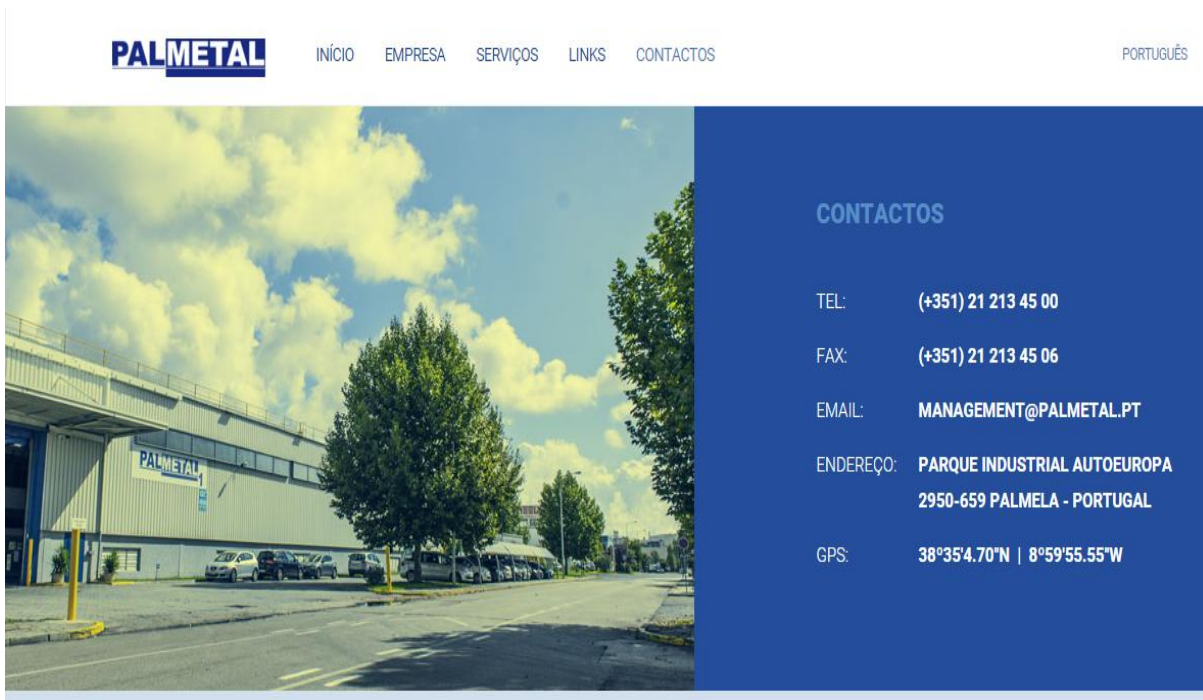 PALMETAL
INÍCIO EMPRESA SERVIÇOS LINKS CONTACTOS
PORTUGUÊS
PALMETAL
1
CONTACTOS
TEL: (+351) 21 213 45 00
FAX: (+351) 21 213 45 06
EMAIL: MANAGEMENT@PALMETAL.PT
ENDEREÇO: PARQUE INDUSTRIAL AUTOEUROPA
2950-659 PALMELA - PORTUGAL
GPS: 38º35'4.70"N | 8º59'55.55"W